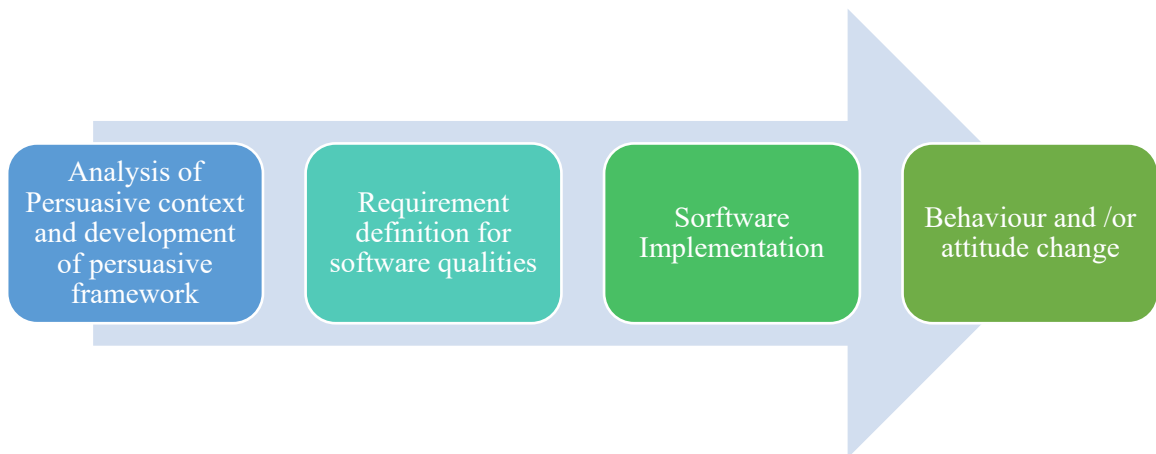 Analysis of
Persuasive context
and development
of persuasive
framework
Requirement
definition for
software qualities
Sorftware
Implementation
Behaviour and /or
attitude change